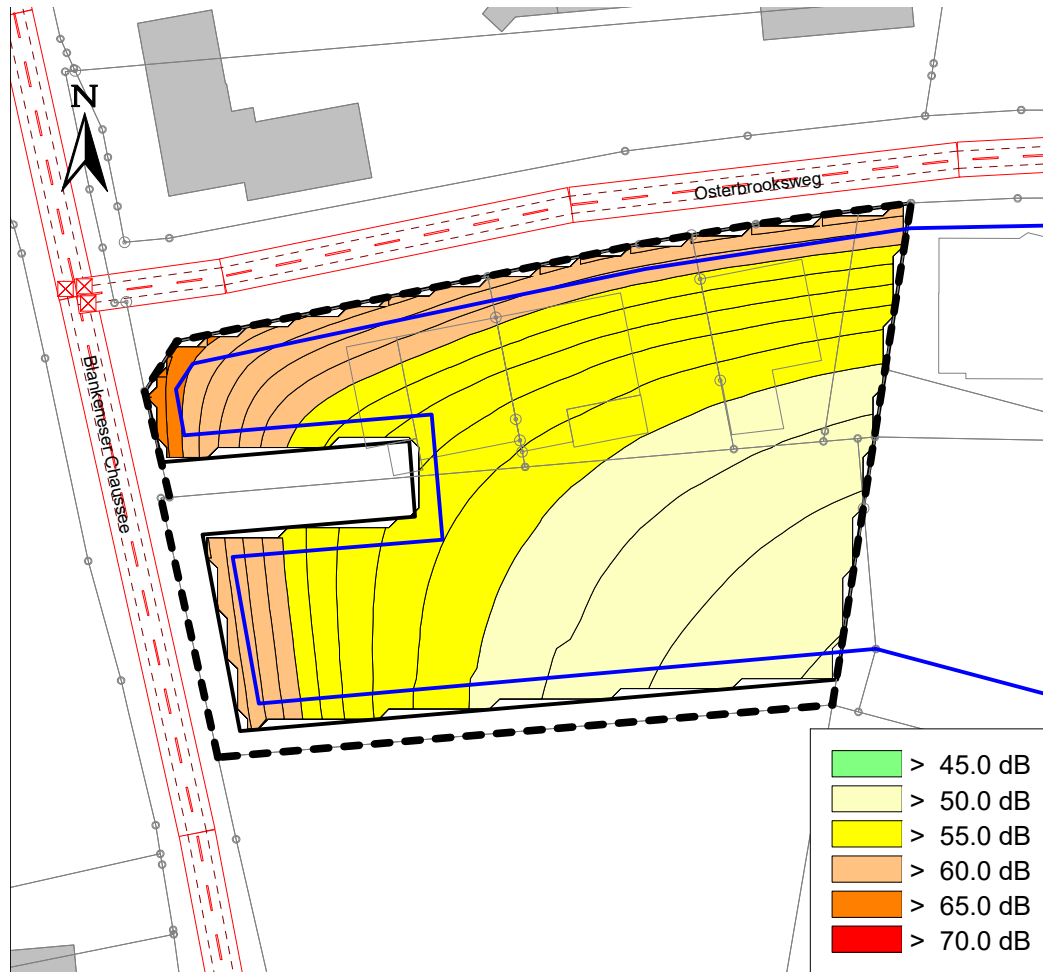 N
Osterbrooksweg
Blankeneser Chaussee
> 45.0 dB
> 50.0 dB
> 55.0 dB
> 60.0 dB
> 65.0 dB
> 70.0 dB